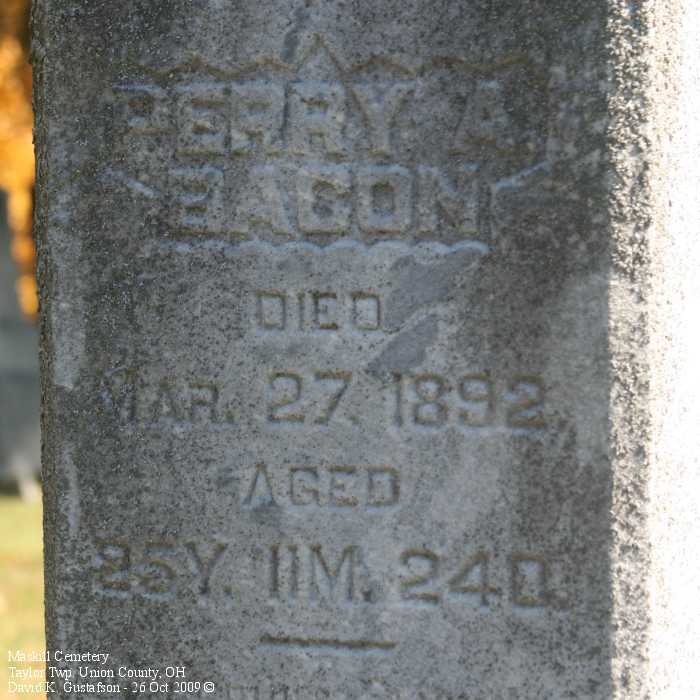 PERRY A.
BACON
DIED
MAR. 27, 1892
AGED
25Y. 11M. 24D.
Maskill Cemetery
Taylor Twp. Union County, OH
David K. Gustafson - 26 Oct 2009 ©